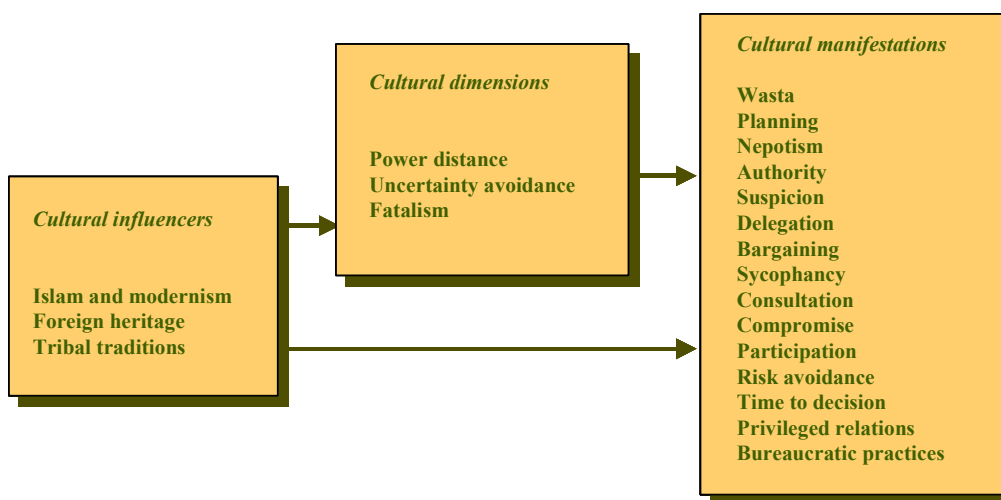 Cultural influencers
Islam and modernism
Foreign heritage
Tribal traditions
Cultural dimensions
Power distance
Uncertainty avoidance
Fatalism
Cultural manifestations
Wasta
Planning
Nepotism
Authority
Suspicion
Delegation
Bargaining
Sycophancy
Consultation
Compromise
Participation
Risk avoidance
Time to decision
Privileged relations
Bureaucratic practices